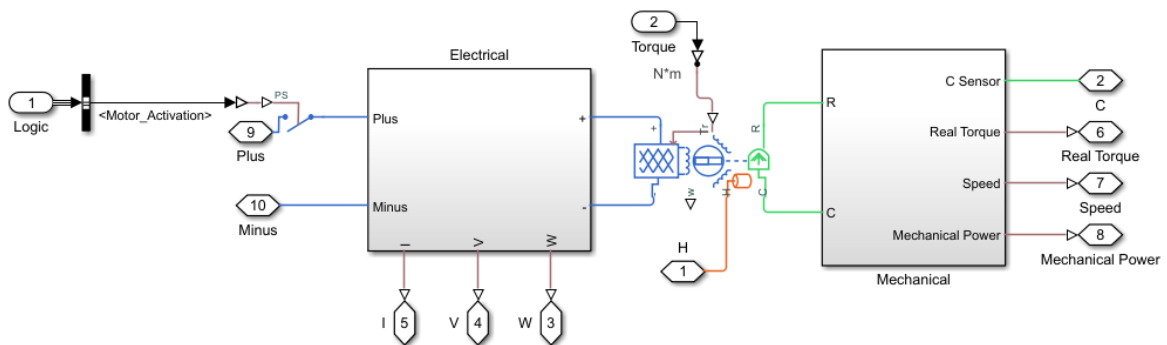 1
Logic
<Motor_Activation>
PS
9
Plus
10
Minus
Electrical
Plus
Minus
+
-
I
V
W
I
5
V
4
W
3
2
Torque
N*m
Tr
+
-
w
H
R
C
H
1
R
C
C Sensor
Real Torque
Speed
Mechanical Power
Mechanical
2
C
6
Real Torque
7
Speed
8
Mechanical Power